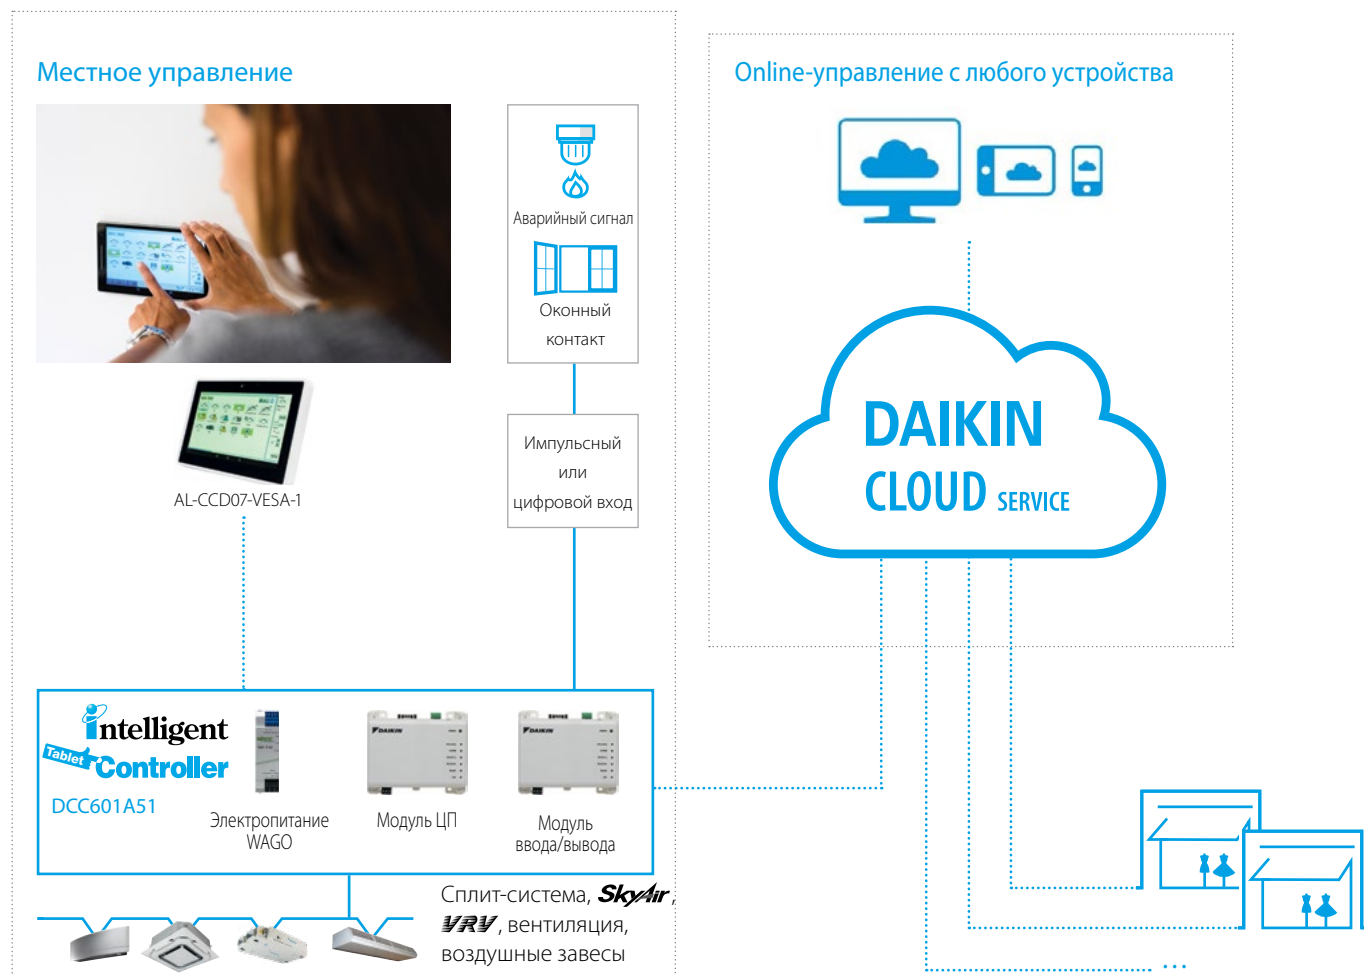 Местное управление
Аварийный сигнал
Оконный
контакт
AL-CCD07-VESA-1
Импульсный
или
цифровой вход
intelligent
Tablet Controller
DCC601A51
DAIKIN
DAIKIN
Электропитание
WAGO
Модуль ЦП
Модуль
ввода/вывода
Сплит-система, SkyAir,
VRV, вентиляция,
воздушные завесы
Online-управление с любого устройства
DAIKIN
CLOUD SERVICE
...